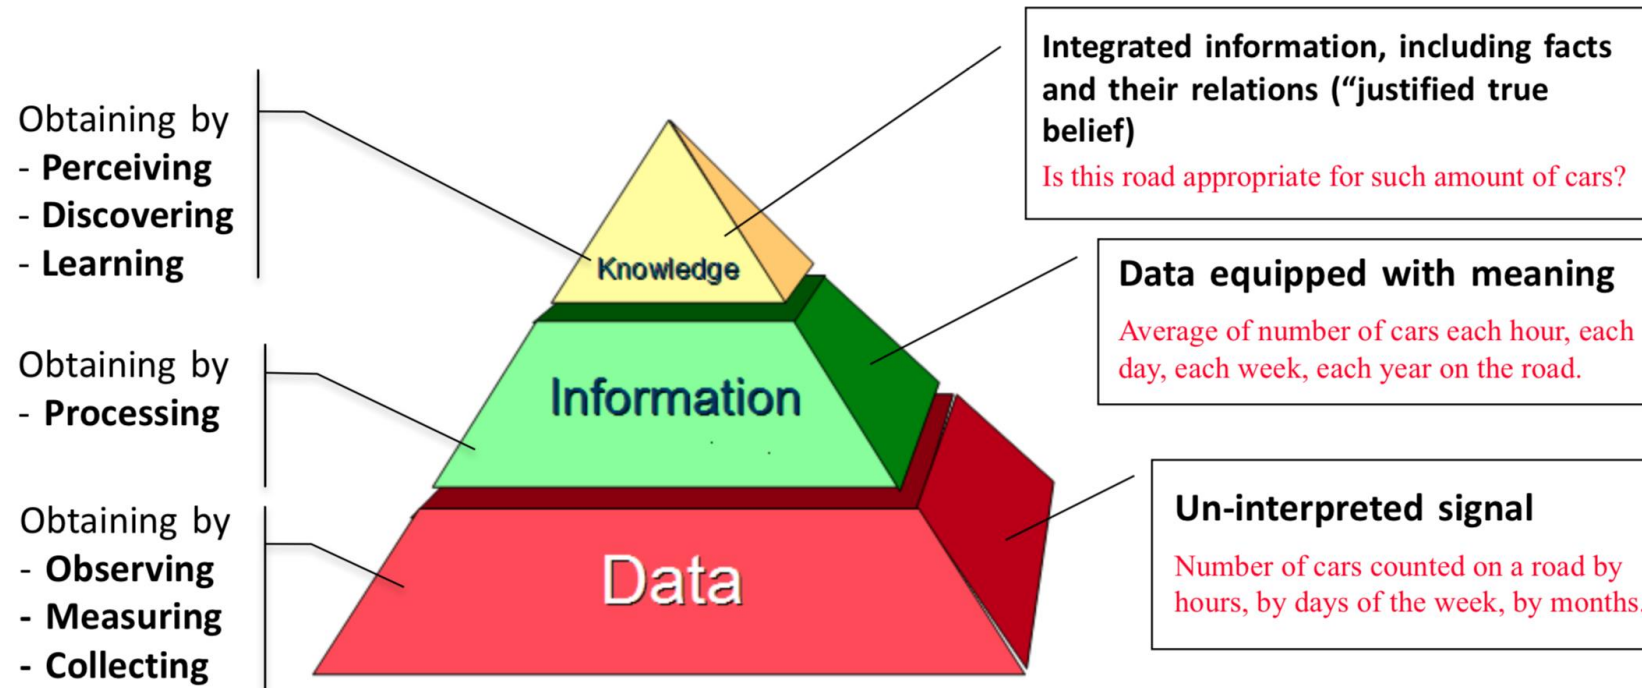 Obtaining by
- Perceiving
- Discovering
- Learning
Obtaining by
- Processing
Obtaining by
- Observing
- Measuring
- Collecting
Knowledge
Information
Data
Integrated information, including facts
and their relations (“justified true
belief)
Is this road appropriate for such amount of cars?
Data equipped with meaning
Average of number of cars each hour, each
day, each week, each year on the road.
Un-interpreted signal
Number of cars counted on a road by
hours, by days of the week, by months.